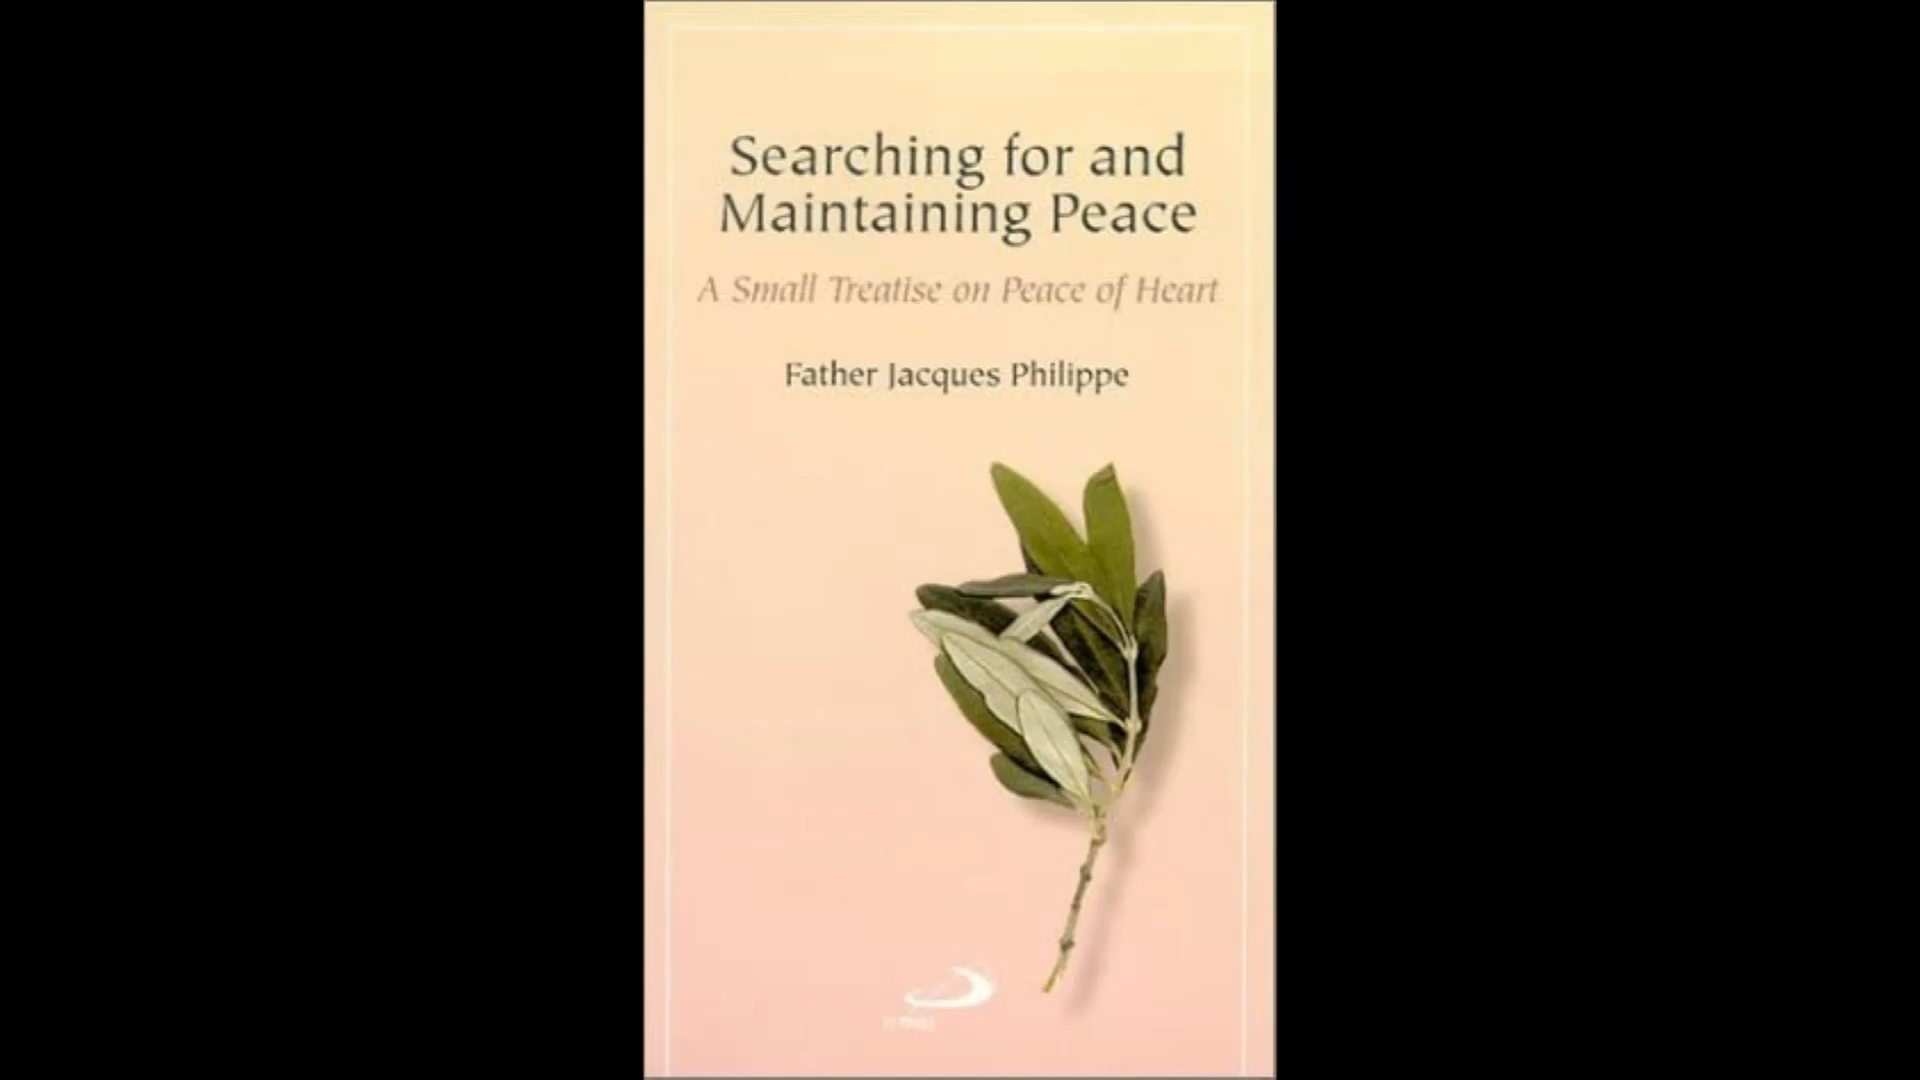 Searching for and
Maintaining Peace
A Small Treatise on Peace of Heart
Father Jacques Philippe